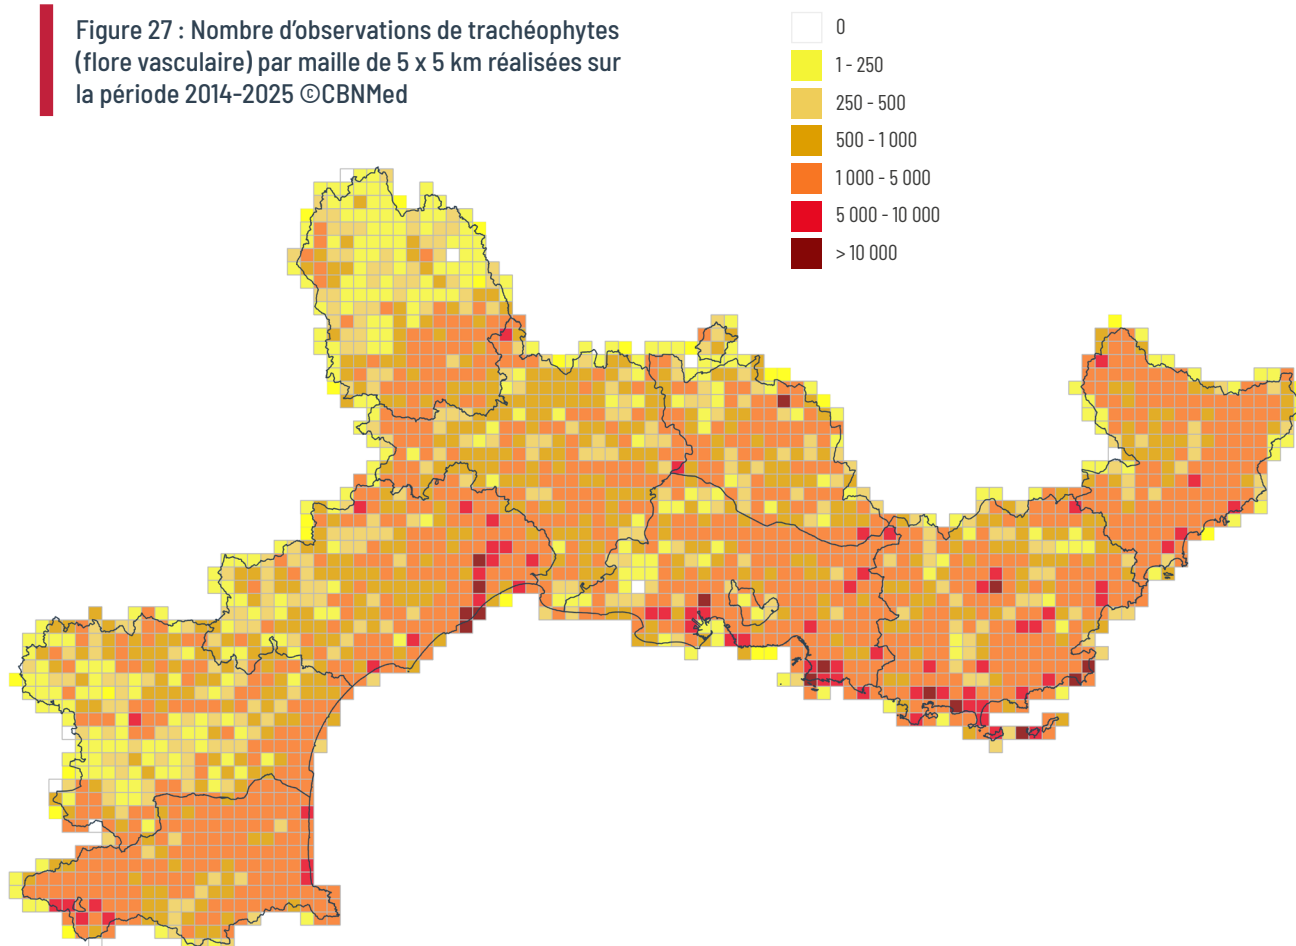 Figure 27 : Nombre d’observations de trachéophytes
(flore vasculaire) par maille de 5 x 5 km réalisées sur
la période 2014-2025 ©CBNMed
0
1 - 250
250 - 500
500 - 1 000
1 000 - 5 000
5 000 - 10 000
> 10 000